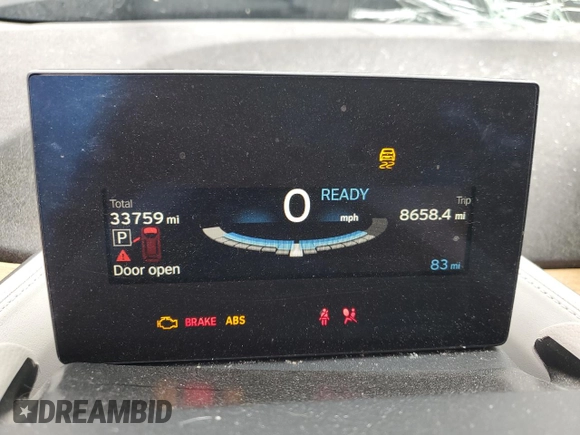 READY
Total
33759 mi
0
mph
Trip
8658.4 mi
P
Door open
83 mi
BRAKE
ABS
DREAMBID